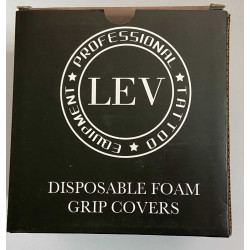 PROFESSIONAL
TATTOO
EQUIPMENT
LEV
DISPOSABLE FOAM
GRIP COVERS